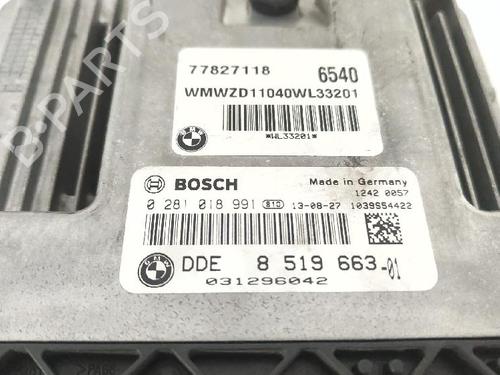 77827118 6540
WMWZD11040WL33201
*WL33201*
BOSCH Made in Germany
1242 0057
0 281 018 991 810 13-08-27 1039S54422
DDE 8 519 663-01
031296042
B-PARTS